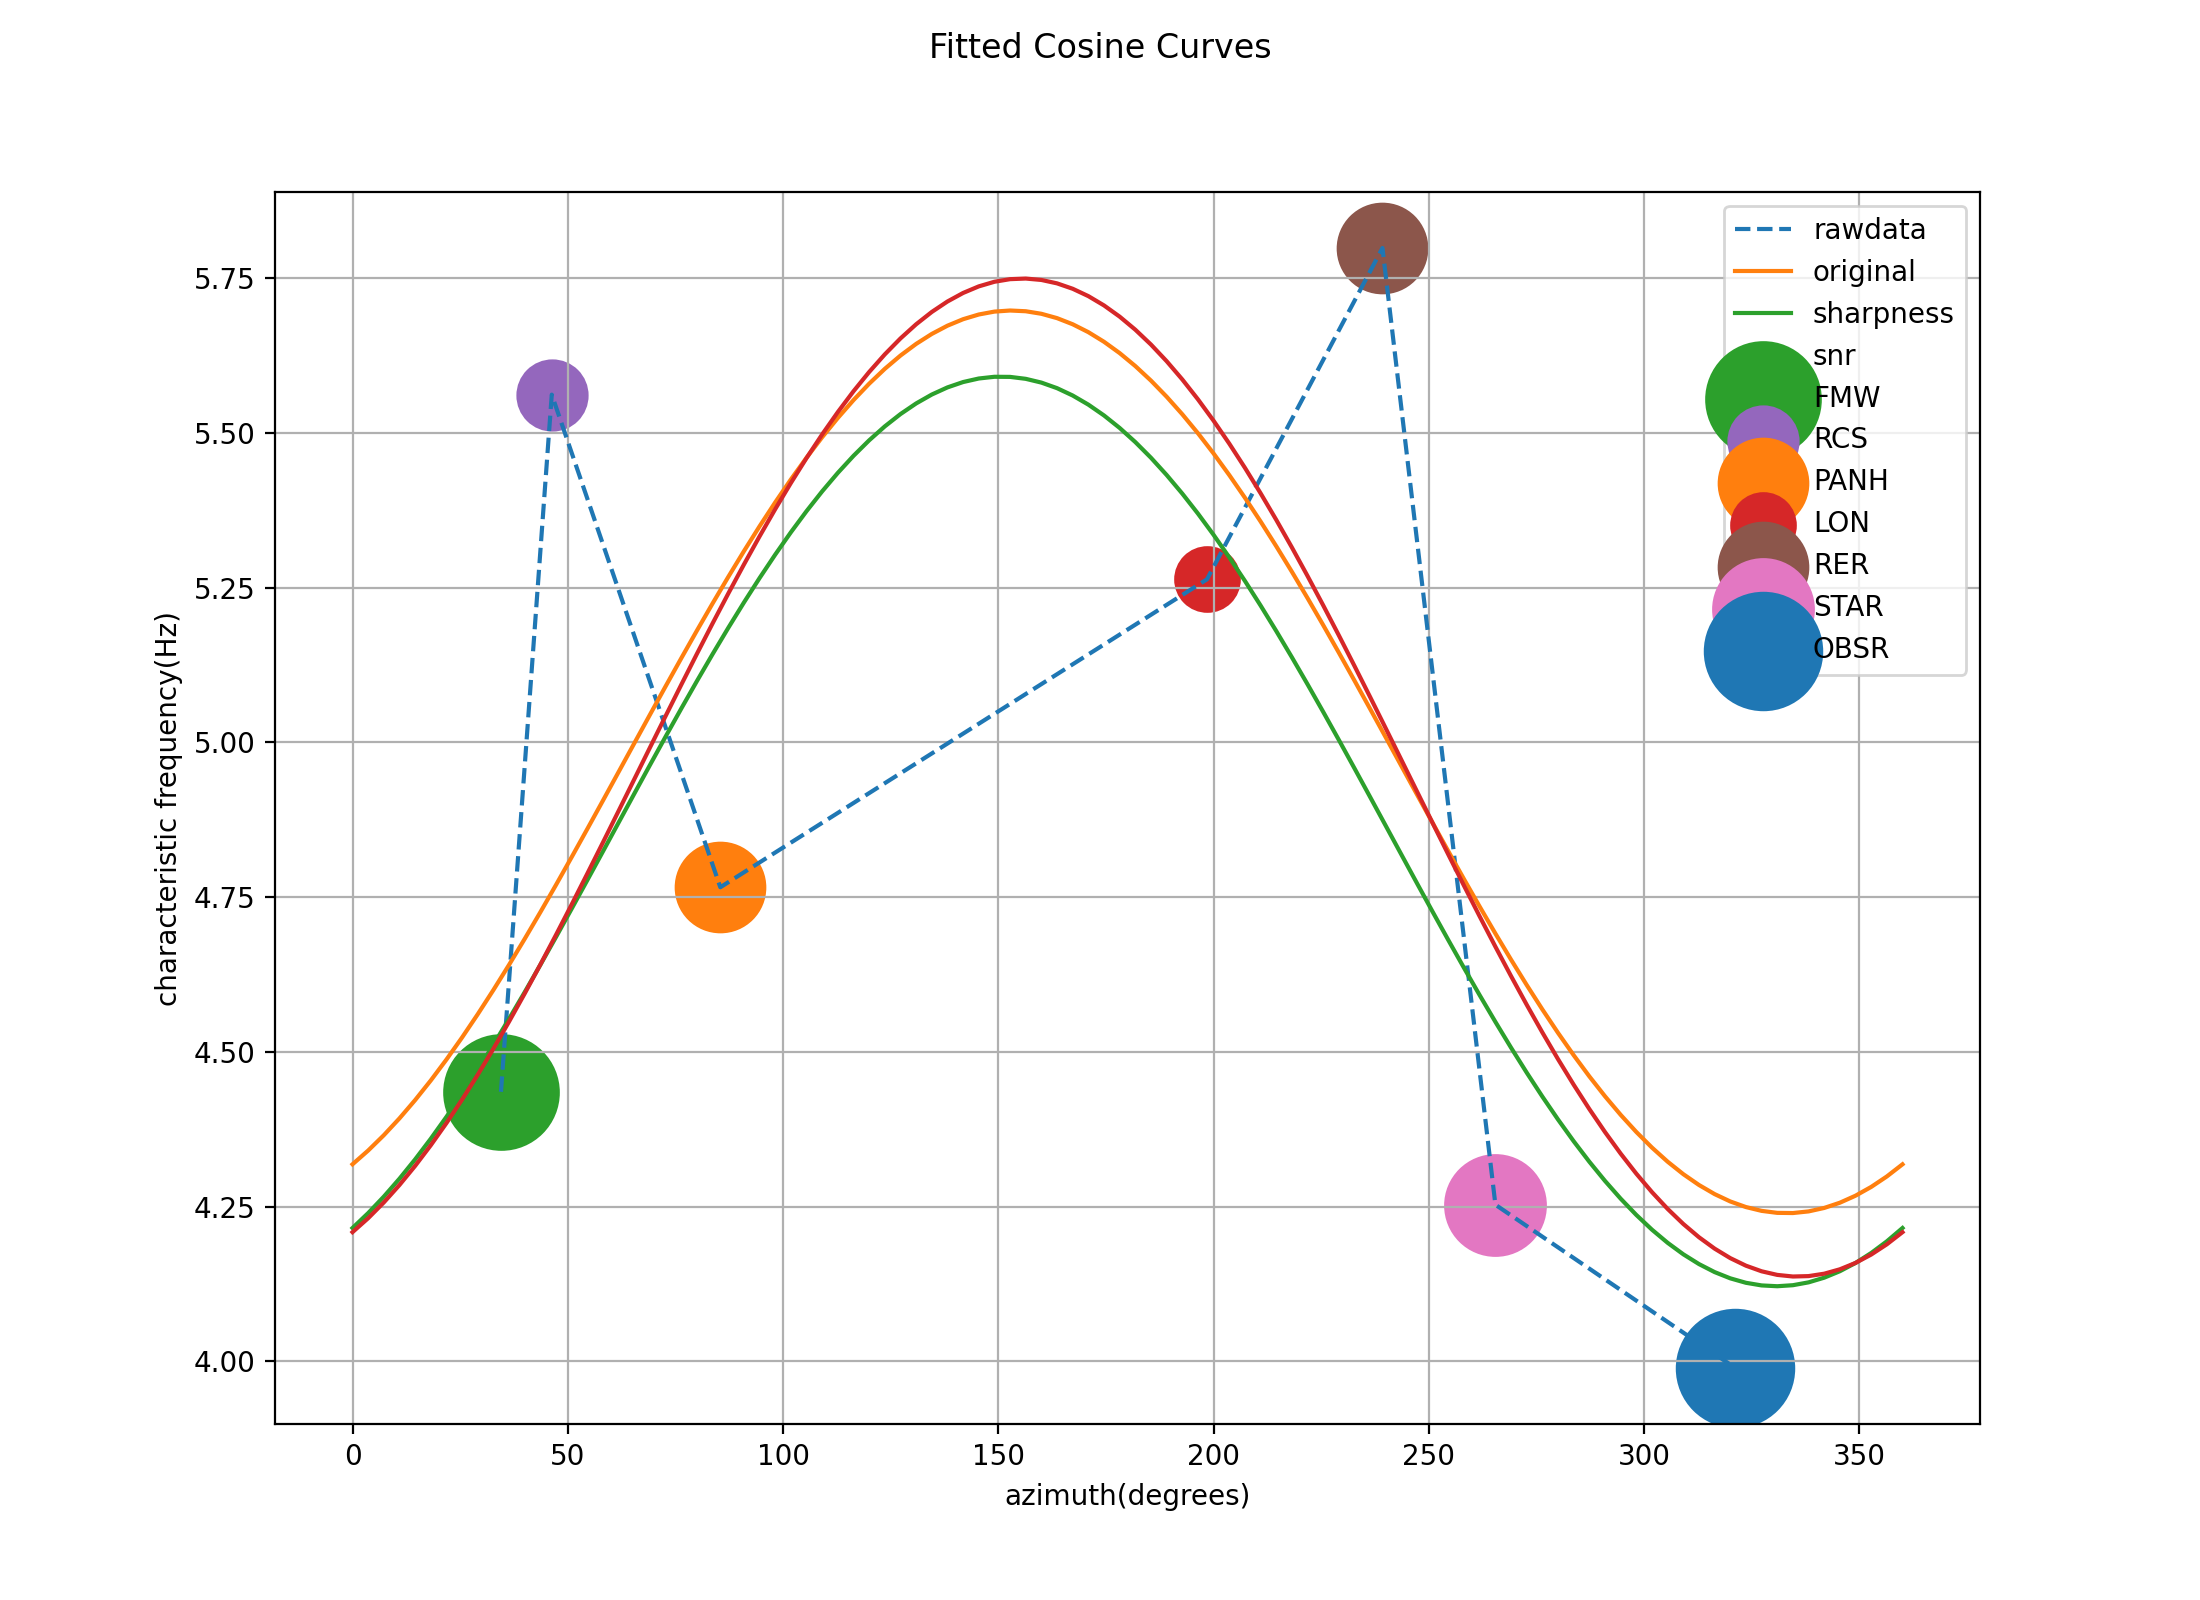 Fitted Cosine Curves
rawdata
original
sharpness
snr
FMW
RCS
PANH
LON
RER
STAR
OBSR
characteristic frequency(Hz)
5.75
5.50
5.25
5.00
4.75
4.50
4.25
4.00
0 50 100 150 200 250 300 350
azimuth(degrees)